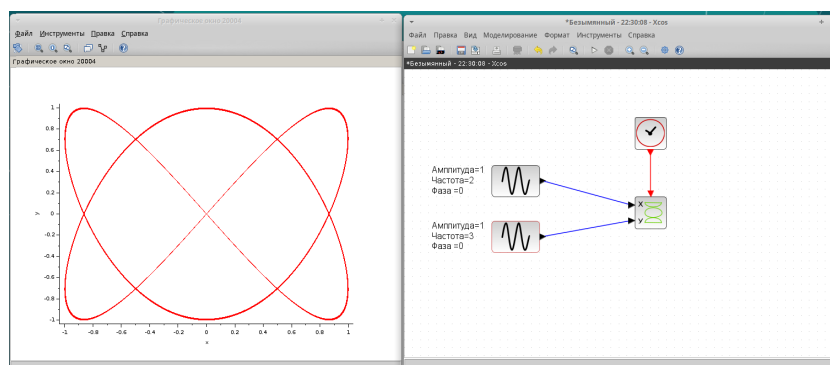 Графическое окно 20004
Файл Инструменты Правка Справка
Графическое окно 20004
1
0.8
0.6
0.4
0.2
0
-0.2
-0.4
-0.6
-0.8
-1
y
-1 -0.8 -0.6 -0.4 -0.2 0 0.2 0.4 0.6 0.8 1
x
*Безымянный - 22:30:08 - Xcos
Файл Правка Вид Моделирование Формат Инструменты Справка
*Безымянный - 22:30:08 - Xcos
Амплитуда=1
Частота=2
Фаза =0
Амплитуда=1
Частота=3
Фаза =0
X
y